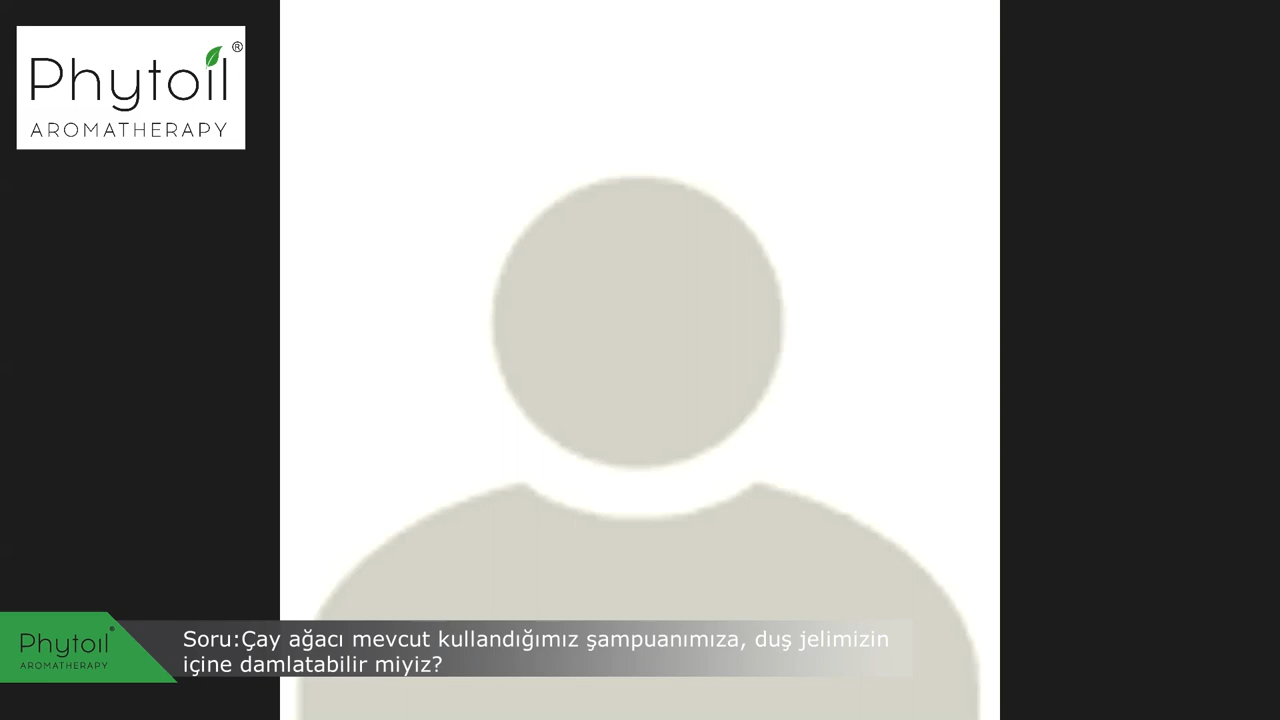 Phytoil®
AROMATHERAPY
Phytoil®
AROMATHERAPY
Soru:Çay ağacı mevcut kullandığımız şampuanımıza, duş jelimizin
içine damlatabilir miyiz?